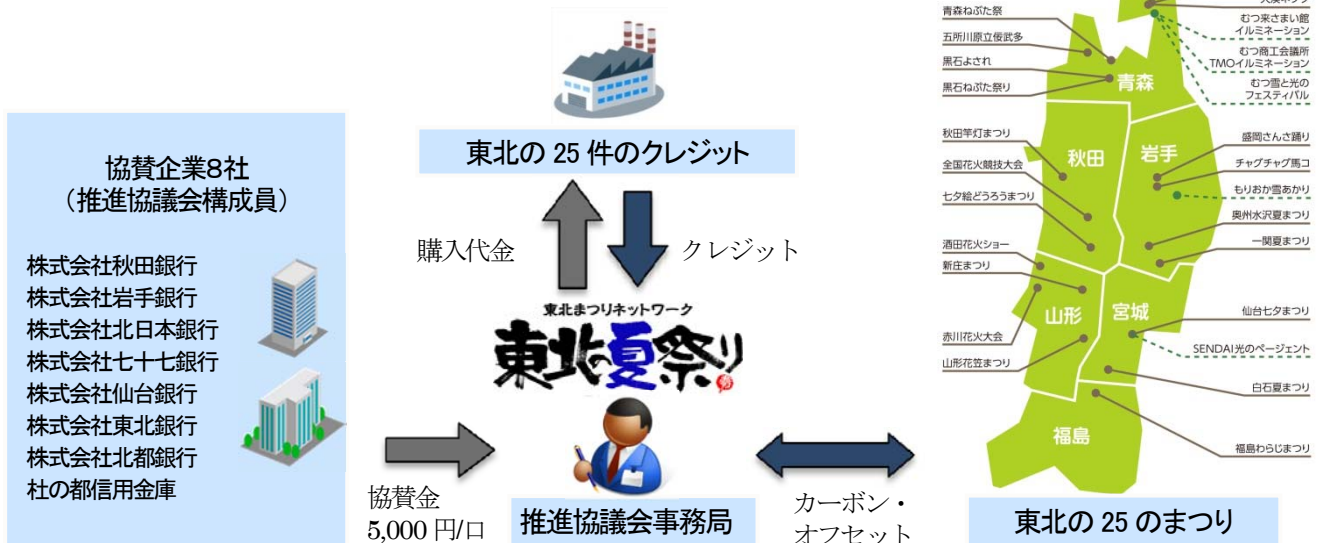 協賛企業8社
（推進協議会構成員）
株式会社秋田銀行
株式会社岩手銀行
株式会社北日本銀行
株式会社七十七銀行
株式会社仙台銀行
株式会社東北銀行
株式会社北都銀行
杜の都信用金庫
東北の 25 件のクレジット
購入代金
クレジット
東北まつりネットワーク
東北の夏祭り
協賛金
5,000 円/口
推進協議会事務局
カーボン・
オフセット
青森ねぶた祭
五所川原立佞武多
黒石よされ
黒石ねぷた祭り
むつ来さまい館
イルミネーション
むつ商工会議所
TMOイルミネーション
むつ雪と光の
フェスティバル
青森
秋田竿灯まつり
全国花火競技大会
七夕絵どうろうまつり
秋田
岩手
盛岡さんさ踊り
チャグチャグ馬コ
もりおか雪あかり
奥州水沢夏まつり
一関夏まつり
酒田花火ショー
新庄まつり
赤川花火大会
山形花笠まつり
山形
宮城
仙台七夕まつり
SENDAI光のページェント
白石夏まつり
福島
福島わらじまつり
東北の 25 のまつり